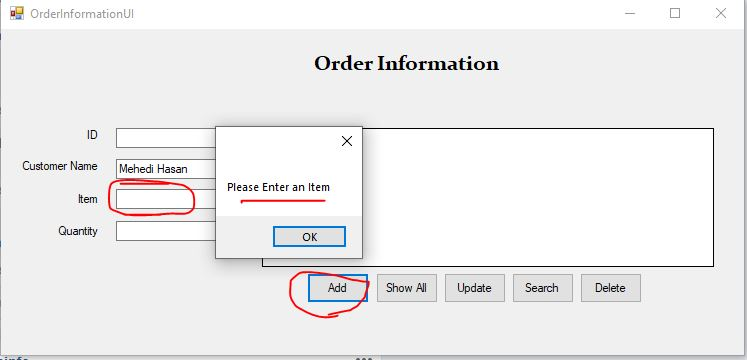 OrderInformationUI
Order Information
ID
Customer Name
Mehedi Hasan
Item
Quantity
Please Enter an Item
OK
Add
Show All
Update
Search
Delete